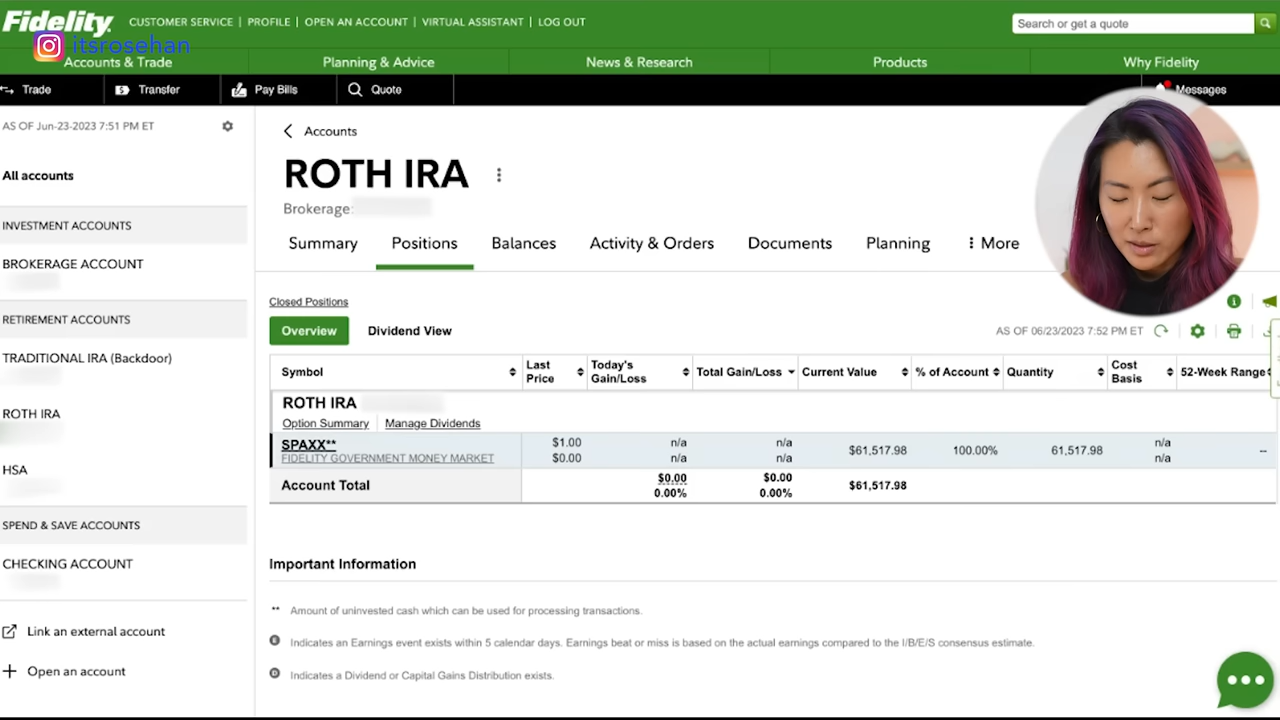 Fidelity
CUSTOMER SERVICE | PROFILE | OPEN AN ACCOUNT | VIRTUAL ASSISTANT | LOG OUT
Search or get a quote
itsrosehan
Accounts & Trade
Planning & Advice
News & Research
Products
Why Fidelity
Trade
Transfer
Pay Bills
Quote
Messages
AS OF Jun-23-2023 7:51 PM ET
All accounts
INVESTMENT ACCOUNTS
BROKERAGE ACCOUNT
RETIREMENT ACCOUNTS
TRADITIONAL IRA (Backdoor)
ROTH IRA
HSA
SPEND & SAVE ACCOUNTS
CHECKING ACCOUNT
Link an external account
Open an account
Accounts
ROTH IRA
Brokerage:
Summary
Positions
Balances
Activity & Orders
Documents
Planning
More
Closed Positions
Overview
Dividend View
AS OF 06/23/2023 7:52 PM ET
Symbol
Last Price
Today's Gain/Loss
Total Gain/Loss
Current Value
% of Account
Quantity
Cost Basis
52-Week Range
ROTH IRA
Option Summary
Manage Dividends
SPAXX** $1.00 n/a n/a $61,517.98 100.00% 61,517.98 n/a --
FIDELITY GOVERNMENT MONEY MARKET $0.00 n/a n/a n/a
Account Total $0.00 $0.00 $61,517.98
0.00% 0.00%
Important Information
** Amount of uninvested cash which can be used for processing transactions.
E Indicates an Earnings event exists within 5 calendar days. Earnings beat or miss is based on the actual earnings compared to the I/B/E/S consensus estimate.
D Indicates a Dividend or Capital Gains Distribution exists.